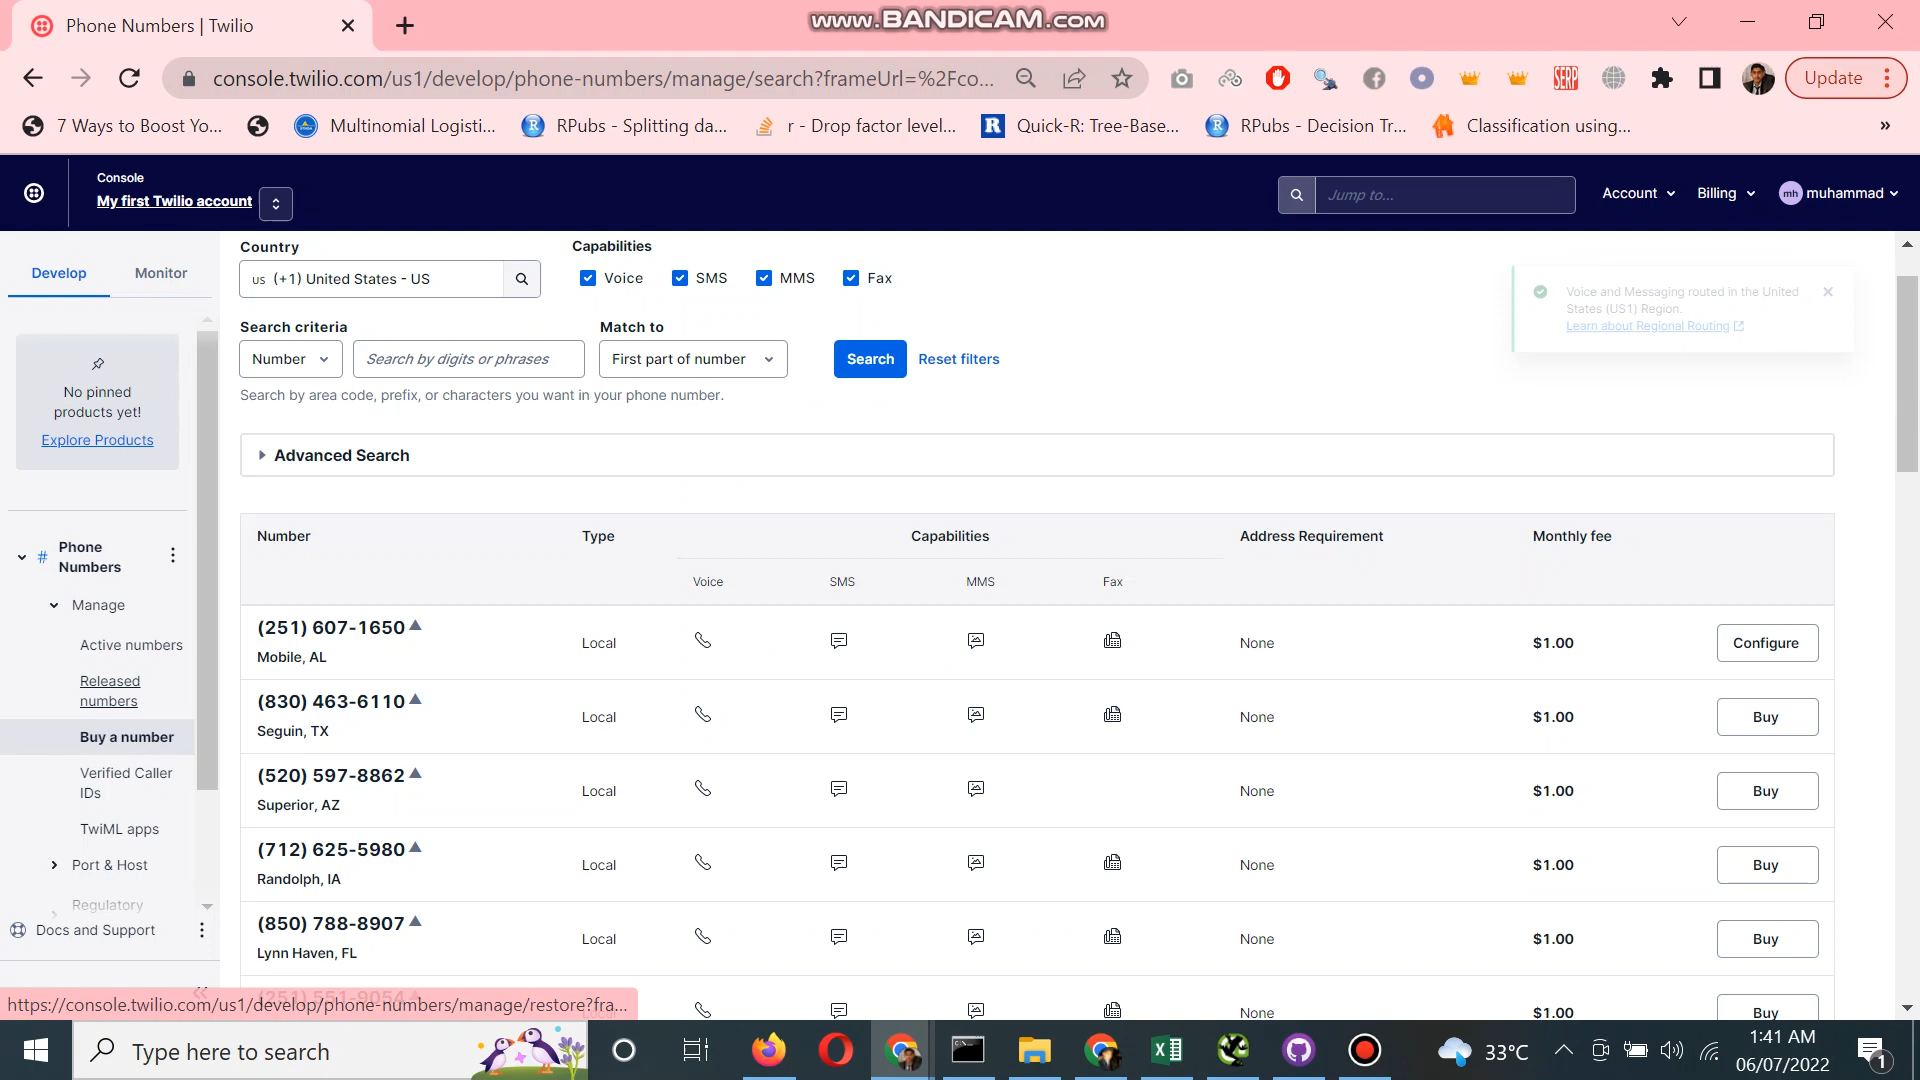 Phone Numbers | Twilio
www.BANDICAM.com
console.twilio.com/us1/develop/phone-numbers/manage/search?frameUrl=%2Fco...
Update
7 Ways to Boost Yo...
Multinomial Logisti...
RPubs - Splitting da...
r - Drop factor level...
Quick-R: Tree-Base...
RPubs - Decision Tr...
Classification using...
»
Console
My first Twilio account
Jump to...
Account
Billing
mh
muhammad
Develop
Monitor
No pinned
products yet!
Explore Products
# Phone
Numbers
Manage
Active numbers
Released
numbers
Buy a number
Verified Caller
IDs
TwiML apps
Port & Host
Regulatory
Docs and Support
Country
US (+1) United States - US
Capabilities
Voice
SMS
MMS
Fax
Voice and Messaging routed in the United
States (US1) Region.
Learn about Regional Routing
Search criteria
Number
Search by digits or phrases
Match to
First part of number
Search
Reset filters
Search by area code, prefix, or characters you want in your phone number.
Advanced Search
Number Type Capabilities Address Requirement Monthly fee
Voice SMS MMS Fax
(251) 607-1650
Mobile, AL
Local None $1.00 Configure
(830) 463-6110
Seguin, TX
Local None $1.00 Buy
(520) 597-8862
Superior, AZ
Local None $1.00 Buy
(712) 625-5980
Randolph, IA
Local None $1.00 Buy
(850) 788-8907
Lynn Haven, FL
Local None $1.00 Buy
(251) 551-9054
None $1.00 Buy
https://console.twilio.com/us1/develop/phone-numbers/manage/restore?fra...
Type here to search
33°C
1:41 AM
06/07/2022
1